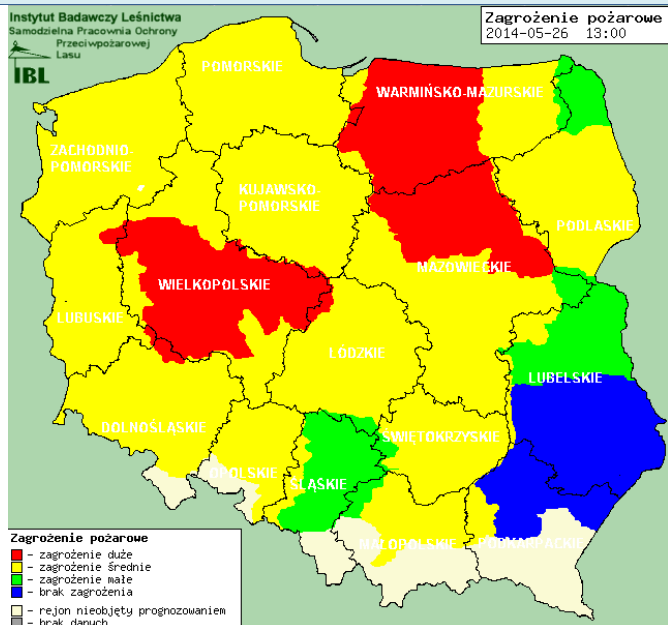 Instytut Badawczy Leśnictwa
Samodzielna Pracownia Ochrony
Przeciwpożarowej
Lasu
IBL
Zagrożenie pożarowe
2014-05-26 13:00
POMORSKIE
WARMIŃSKO-MAZURSKIE
ZACHODNIO-
POMORSKIE
KUJAWSKO
POMORSKIE
PODLASKIE
MAZOWIECKIE
WIELKOPOLSKIE
LUBUSKIE
ŁÓDZKIE
LUBELSKIE
DOLNOŚLĄSKIE
ŚWIĘTOKRZYSKIE
OPOLSKIE
ŚLĄSKIE
MAŁOPOLSKIE
PODKARPACKIE
Zagrożenie pożarowe
- zagrożenie duże
- zagrożenie średnie
- zagrożenie małe
- brak zagrożenia
- rejon nieobjęty prognozowaniem
- brak danych